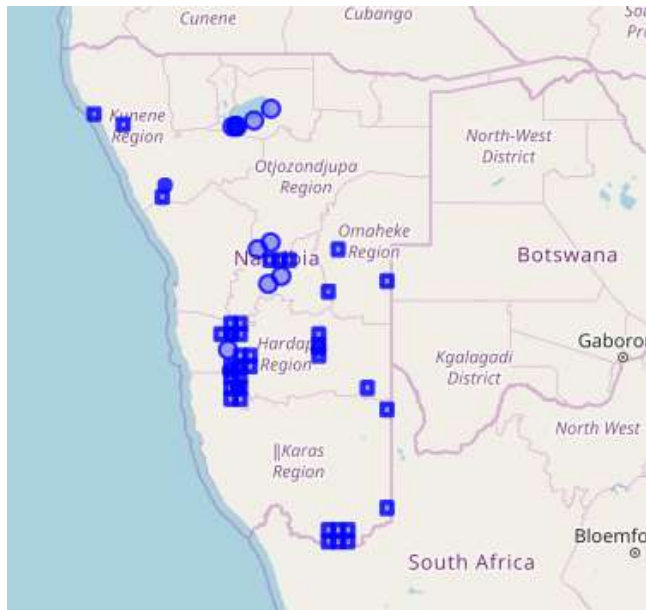 Cunene
Cubango
Kunene
Region
North-West
District
Otjozondjupa
Region
Omaheke
Region
Botswana
Gaboro
Hardap
Region
Kgalagadi
District
North West
ǁKaras
Region
Bloemfo
South Africa